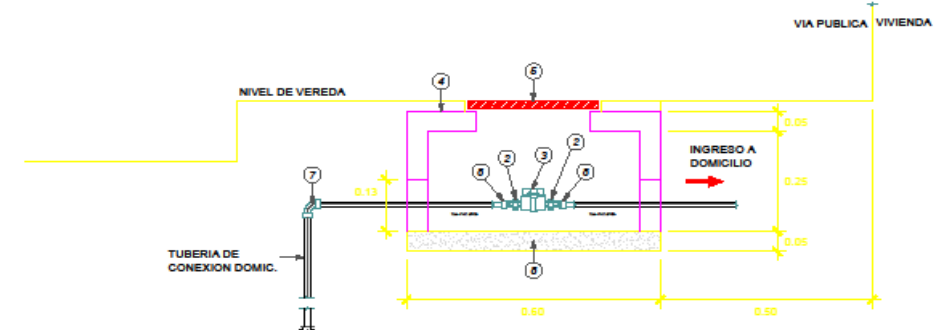 VIA PUBLICA VIVIENDA
5
4
NIVEL DE VEREDA
0.05
INGRESO A
DOMICILIO
2
3
2
6
6
7
0.13
0.25
0.05
TUBERIA DE
CONEXION DOMIC.
8
0.60
0.50